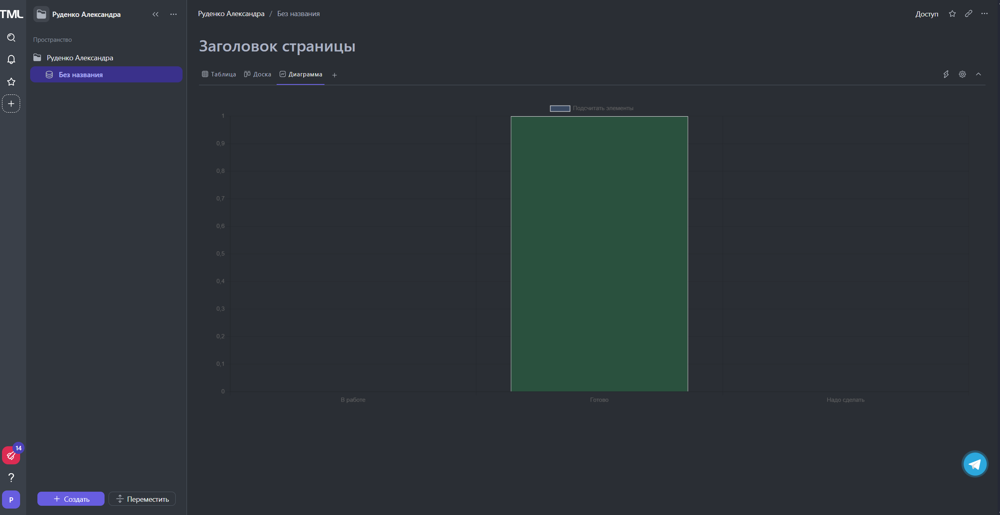 TML
Руденко Александра
Пространство
Руденко Александра
Без названия
14
?
P
Создать
Переместить
Руденко Александра / Без названия
Доступ
Заголовок страницы
Таблица
Доска
Диаграмма
Подсчитать элементы
1
0,9
0,8
0,7
0,6
0,5
0,4
0,3
0,2
0,1
0
В работе
Готово
Надо сделать